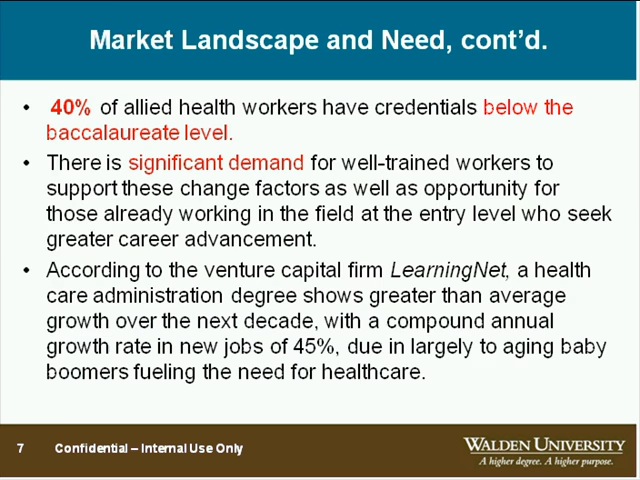 Market Landscape and Need, cont’d.
• 40% of allied health workers have credentials below the
baccalaureate level.
• There is significant demand for well-trained workers to
support these change factors as well as opportunity for
those already working in the field at the entry level who seek
greater career advancement.
• According to the venture capital firm LearningNet, a health
care administration degree shows greater than average
growth over the next decade, with a compound annual
growth rate in new jobs of 45%, due in largely to aging baby
boomers fueling the need for healthcare.
7 Confidential – Internal Use Only
WALDEN UNIVERSITY
A higher degree. A higher purpose.